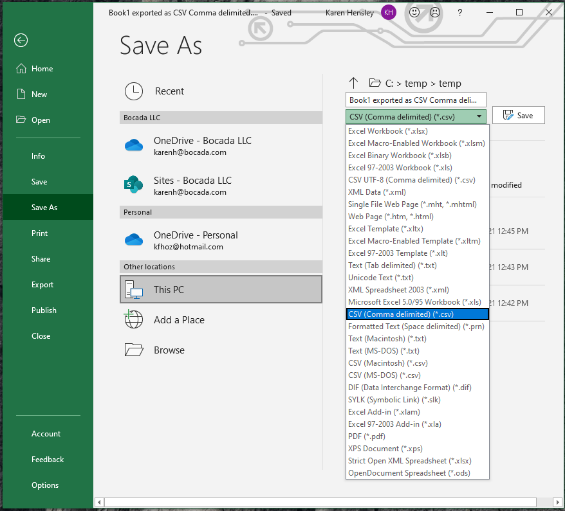 Book1 exported as CSV Comma delimited... - Saved
Karen Hensley
KH
?
Save As
Home
New
Open
Info
Save
Save As
Print
Share
Export
Publish
Close
Account
Feedback
Options
Recent
Bocada LLC
OneDrive - Bocada LLC
karenh@bocada.com
Sites - Bocada LLC
karenh@bocada.com
Personal
OneDrive - Personal
kfhoz@hotmail.com
Other locations
This PC
Add a Place
Browse
C: > temp > temp
Book1 exported as CSV Comma deli...
CSV (Comma delimited) (*.csv)
Save
Excel Workbook (*.xlsx)
Excel Macro-Enabled Workbook (*.xlsm)
Excel Binary Workbook (*.xlsb)
Excel 97-2003 Workbook (*.xls)
CSV UTF-8 (Comma delimited) (*.csv)
XML Data (*.xml)
Single File Web Page (*.mht, *.mhtml)
Web Page (*.htm, *.html)
Excel Template (*.xltx)
Excel Macro-Enabled Template (*.xltm)
Excel 97-2003 Template (*.xlt)
Text (Tab delimited) (*.txt)
Unicode Text (*.txt)
XML Spreadsheet 2003 (*.xml)
Microsoft Excel 5.0/95 Workbook (*.xls)
CSV (Comma delimited) (*.csv)
Formatted Text (Space delimited) (*.prn)
Text (Macintosh) (*.txt)
Text (MS-DOS) (*.txt)
CSV (Macintosh) (*.csv)
CSV (MS-DOS) (*.csv)
DIF (Data Interchange Format) (*.dif)
SYLK (Symbolic Link) (*.slk)
Excel Add-in (*.xlam)
Excel 97-2003 Add-in (*.xla)
PDF (*.pdf)
XPS Document (*.xps)
Strict Open XML Spreadsheet (*.xlsx)
OpenDocument Spreadsheet (*.ods)
modified
21 12:45 PM
21 12:43 PM
21 12:42 PM